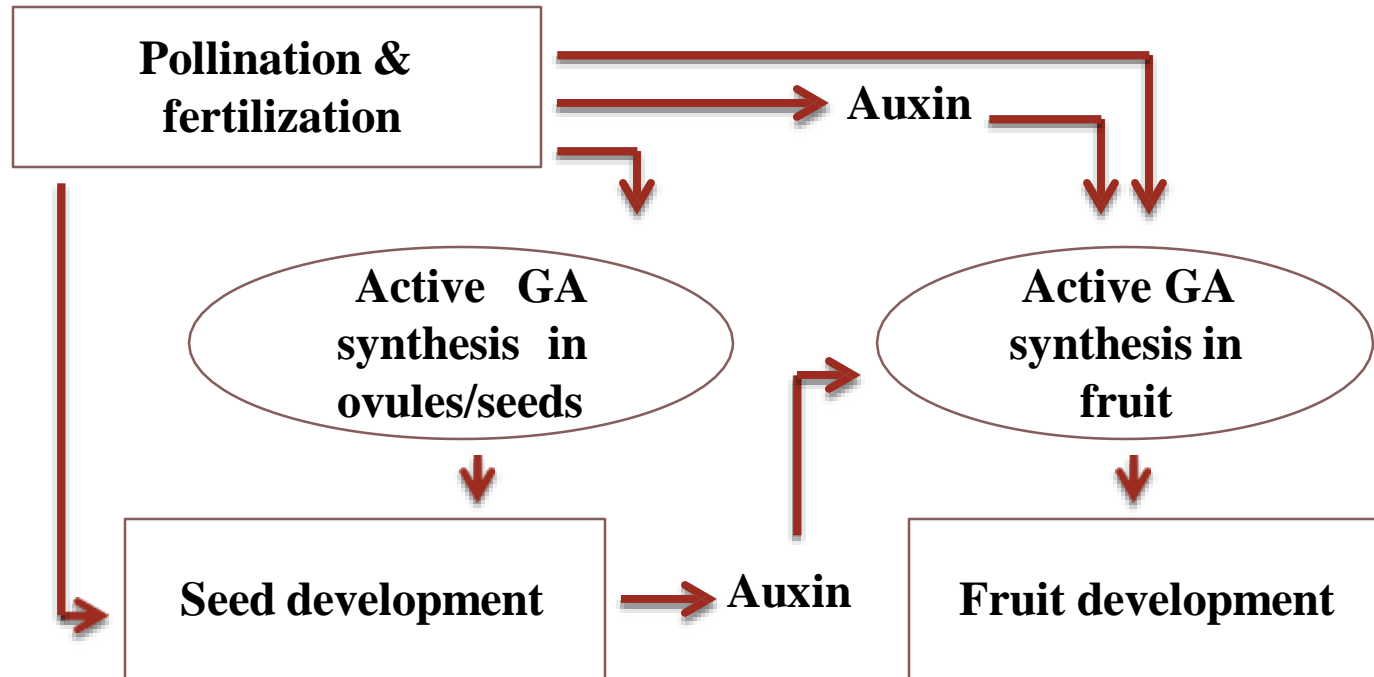 Pollination &
fertilization
Auxin
Active GA
synthesis in
ovules/seeds
Active GA
synthesis in
fruit
Seed development
Auxin
Fruit development